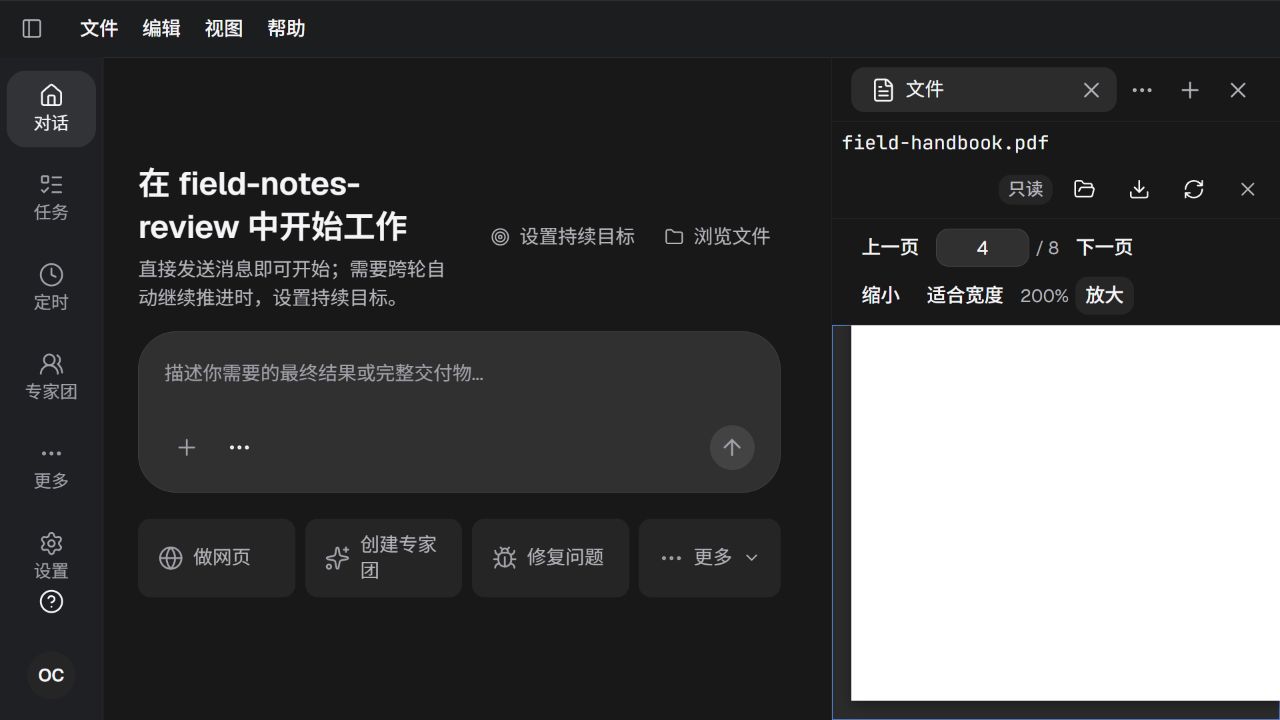 文件 编辑 视图 帮助
对话
任务
定时
专家团
更多
设置
OC
在 field-notes-
review 中开始工作
直接发送消息即可开始；需要跨轮自
动继续推进时，设置持续目标。
设置持续目标 浏览文件
描述你需要的最终结果或完整交付物...
做网页
创建专家
团
修复问题
更多
文件
field-handbook.pdf
只读
上一页 4 / 8 下一页
缩小 适合宽度 200% 放大